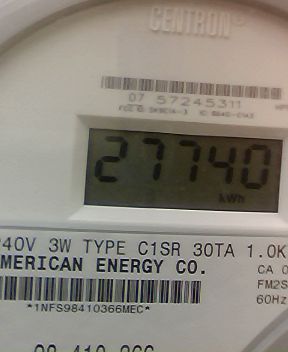 CENTRON®
07 57245311
27740
kWh
240V 3W TYPE C1SR 30TA 1.0K
MERICAN ENERGY CO.
CA 0
FM2S
60Hz
*1NFS98410366MEC*